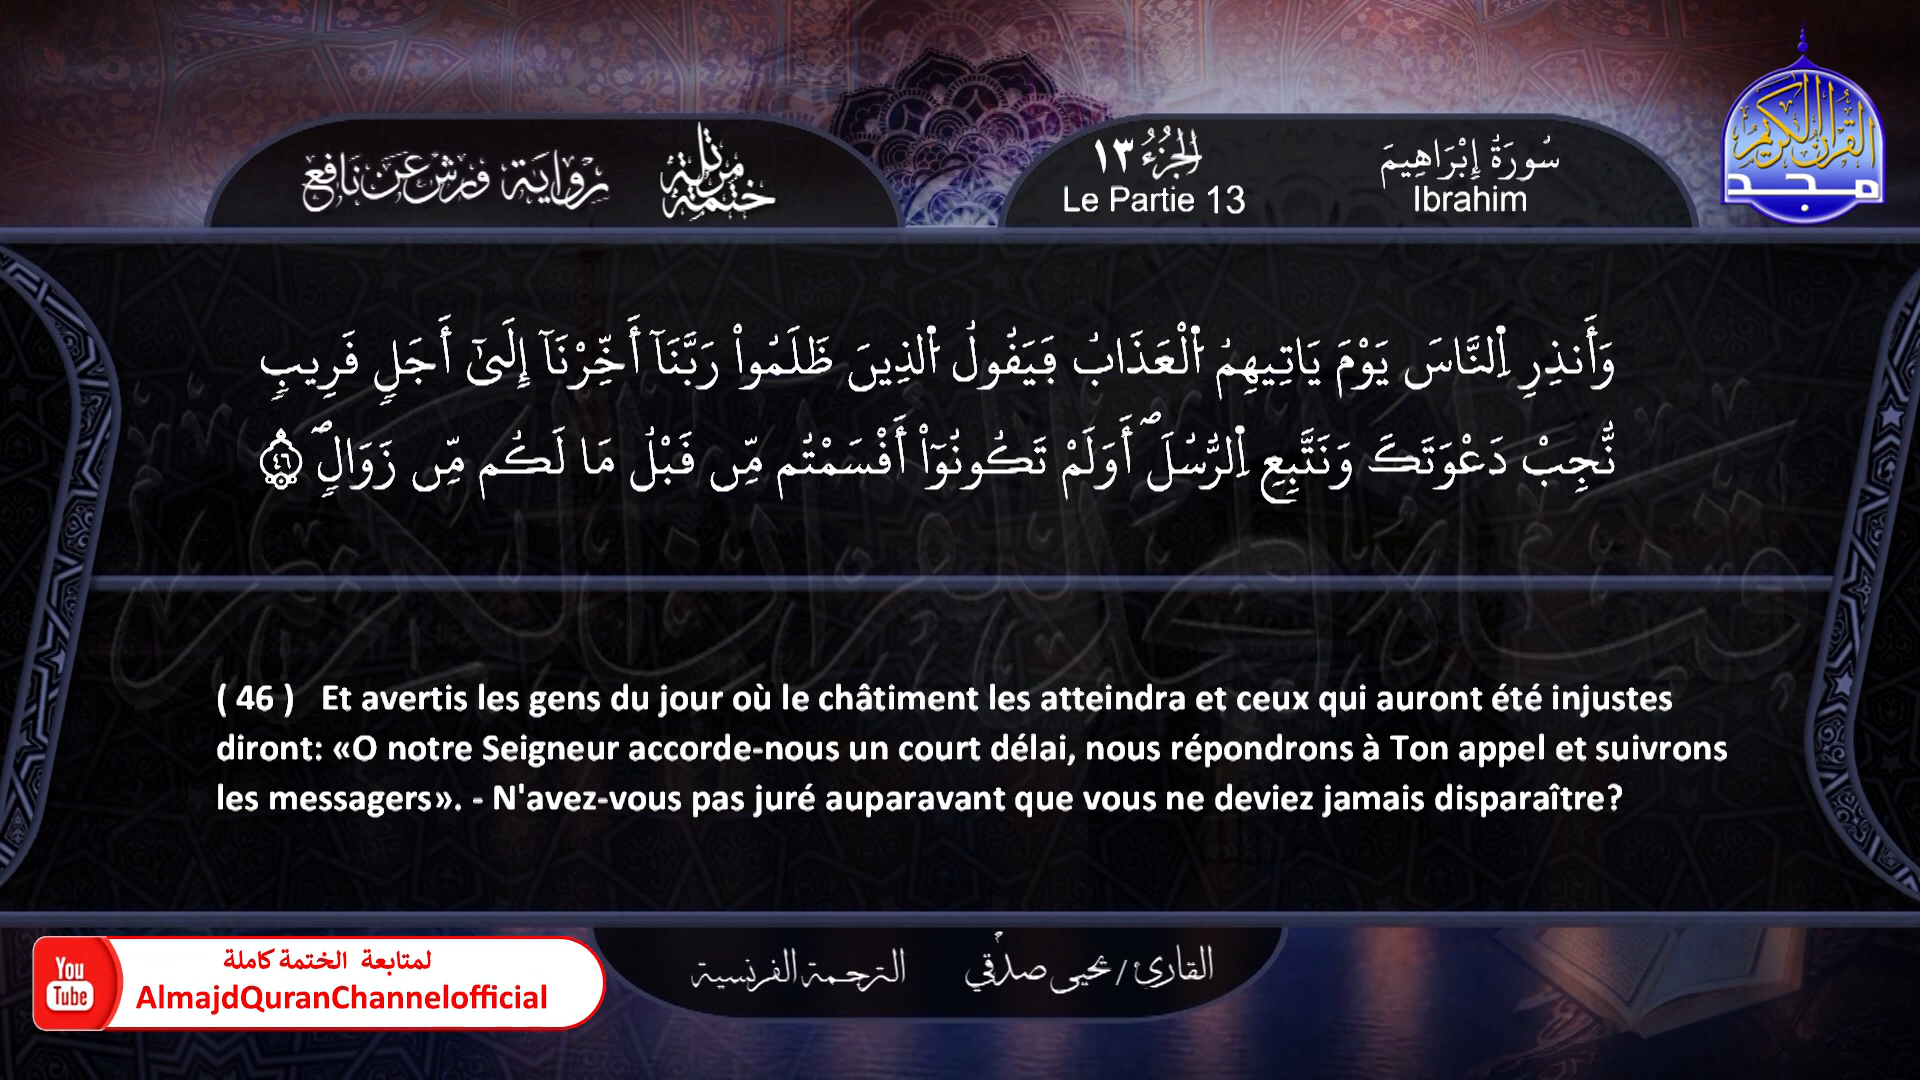 ختمة مرتلة رواية ورش عن نافع
سُورَةُ إِبْرَاهِيمَ الجُزْءُ ١٣
Ibrahim Le Partie 13
القرآن الكريم
مجد
وَأَنذِرِ اِ۬لنَّاسَ يَوْمَ يَاتِيهِمُ اُ۬لْعَذَابُ فَيَقُولُ اُ۬لذِينَ ظَلَمُواْ رَبَّنَآ أَخِّرْنَآ إِلَىٰٓ أَجَلٖ قَرِيبٖ
نُّجِبْ دَعْوَتَكَ وَنَتَّبِعِ اِ۬لرُّسُلَۖ أَوَلَمْ تَكُونُوٓاْ أَقْسَمْتُم مِّن قَبْلُ مَا لَكُم مِّن زَوَالٖۖ ٤٦
( 46 ) Et avertis les gens du jour où le châtiment les atteindra et ceux qui auront été injustes
diront: «O notre Seigneur accorde-nous un court délai, nous répondrons à Ton appel et suivrons
les messagers». - N'avez-vous pas juré auparavant que vous ne deviez jamais disparaître?
القارئ / يحيى صدقي الترجمة الفرنسية
You
Tube
لمتابعة الختمة كاملة
AlmajdQuranChannelofficial